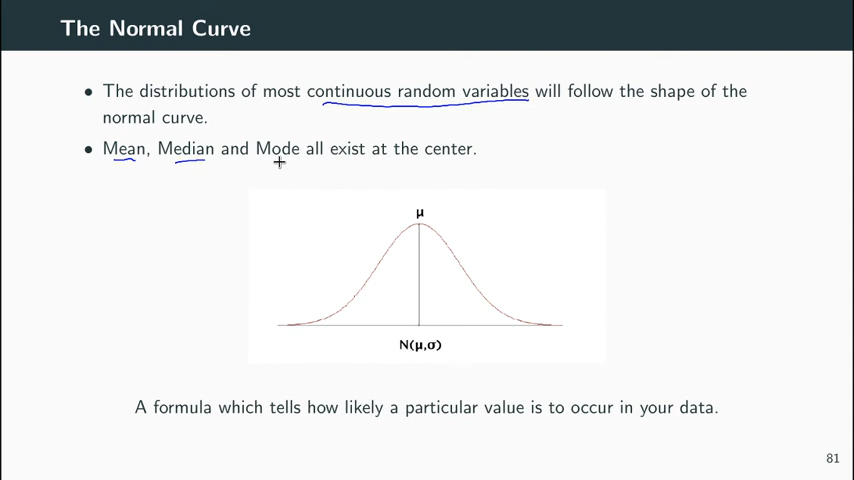 The Normal Curve
• The distributions of most continuous random variables will follow the shape of the
normal curve.
• Mean, Median and Mode all exist at the center.
μ
N(μ,σ)
A formula which tells how likely a particular value is to occur in your data.
81